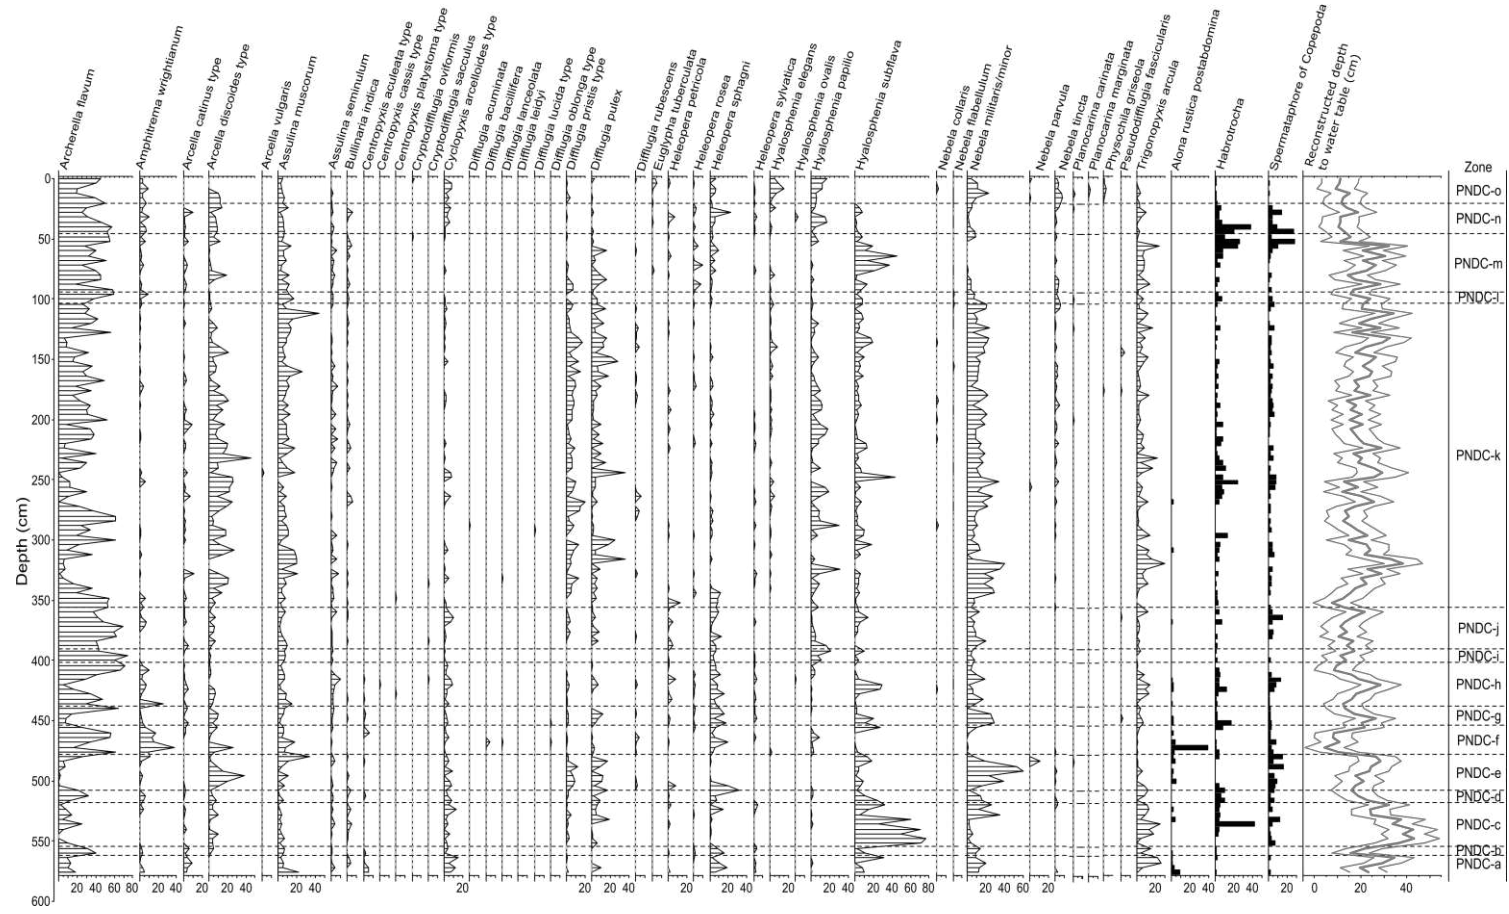 Archerella flavum
Amphitrema wrightianum
Arcella catinus type
Arcella discoides type
Arcella vulgaris
Assulina muscorum
Assulina seminulum
Bullinaria indica
Centropyxis aculeata type
Centropyxis cassis type
Centropyxis platystoma type
Cryptodifflugia oviformis
Cryptodifflugia sacculus
Cyclopyxis arcelloides type
Difflugia acuminata
Difflugia bacillifera
Difflugia lanceolata
Difflugia leidyi
Difflugia lucida type
Difflugia oblonga type
Difflugia pristis type
Difflugia pulex
Difflugia rubescens
Euglypha tuberculata
Heleopera petricola
Heleopera rosea
Heleopera sphagni
Heleopera sylvatica
Hyalosphenia elegans
Hyalosphenia ovalis
Hyalosphenia papilio
Hyalosphenia subflava
Nebela collaris
Nebela flabellulum
Nebela militaris/minor
Nebela parvula
Nebela tincta
Planocarina carinata
Planocarina marginata
Physochila griseola
Pseudodifflugia fascicularis
Trigonopyxis arcula
Alona rustica postabdomina
Habrotrocha
Spermataphore of Copepoda
Reconstructed depth
to water table (cm)
Zone
Depth (cm)
0
50
100
150
200
250
300
350
400
450
500
550
600
PNDC-o
PNDC-n
PNDC-m
PNDC-l
PNDC-k
PNDC-j
PNDC-i
PNDC-h
PNDC-g
PNDC-f
PNDC-e
PNDC-d
PNDC-c
PNDC-b
PNDC-a
20 40 60 80 20 40 20 20 40 20 20 40 20 20 20 40 20 20 20 20 20 20 20 40 20 40 60 80 20 40 60 20 20 20 40 20 40 20 0 20 40